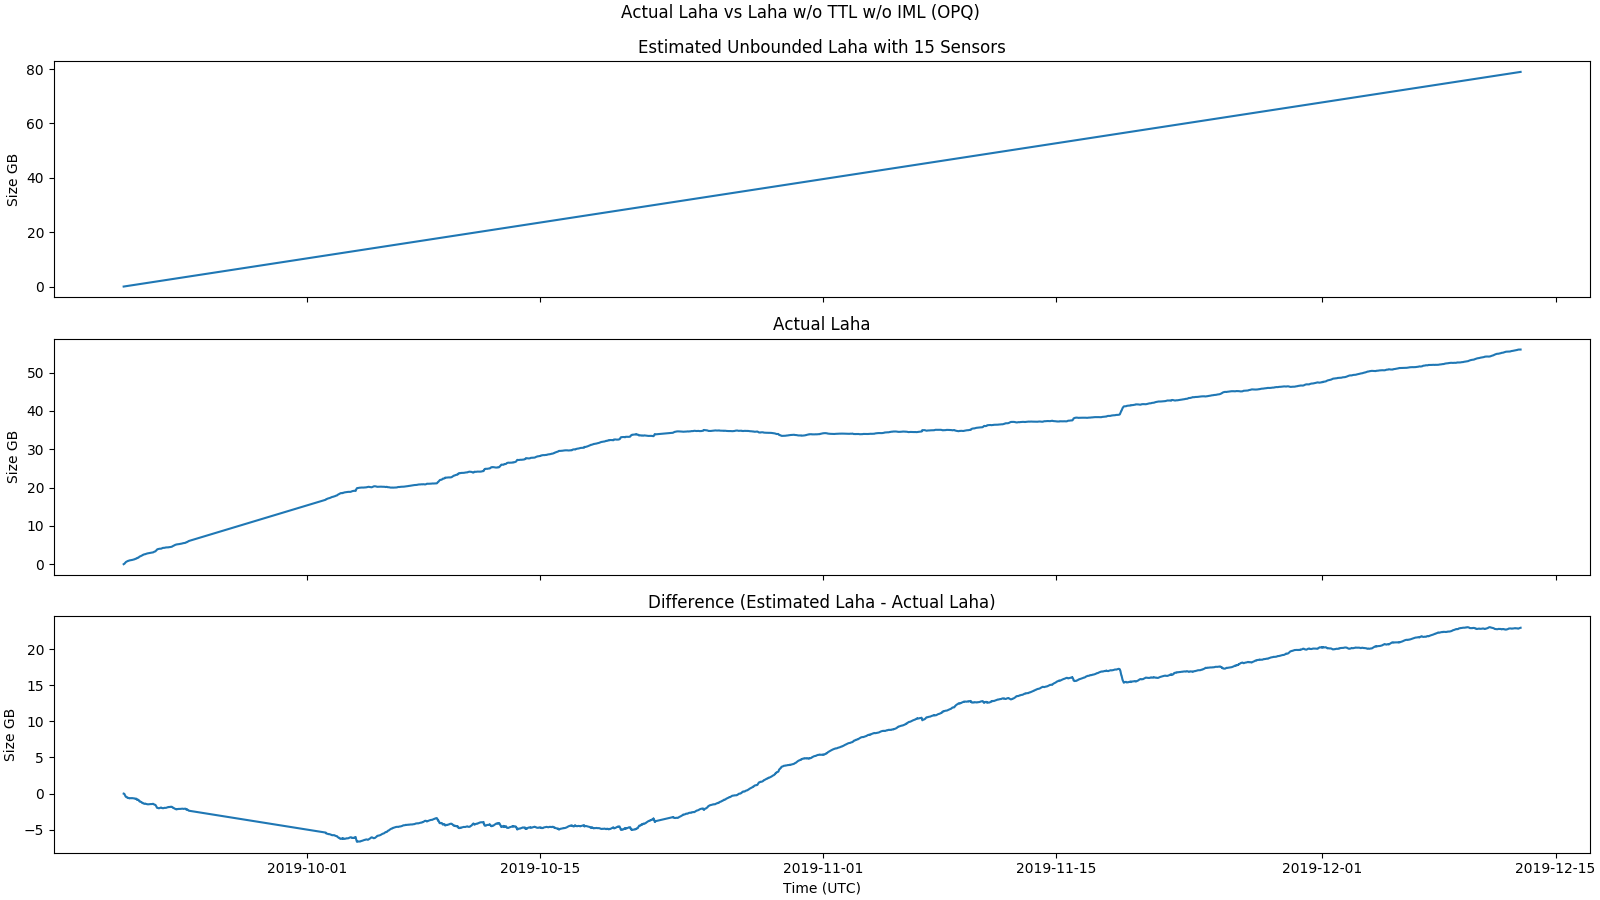 Actual Laha vs Laha w/o TTL w/o IML (OPQ)
Estimated Unbounded Laha with 15 Sensors
80
60
40
20
0
Size GB
Actual Laha
50
40
30
20
10
0
Size GB
Difference (Estimated Laha - Actual Laha)
20
15
10
5
0
−5
Size GB
2019-10-01 2019-10-15 2019-11-01 2019-11-15 2019-12-01 2019-12-15
Time (UTC)